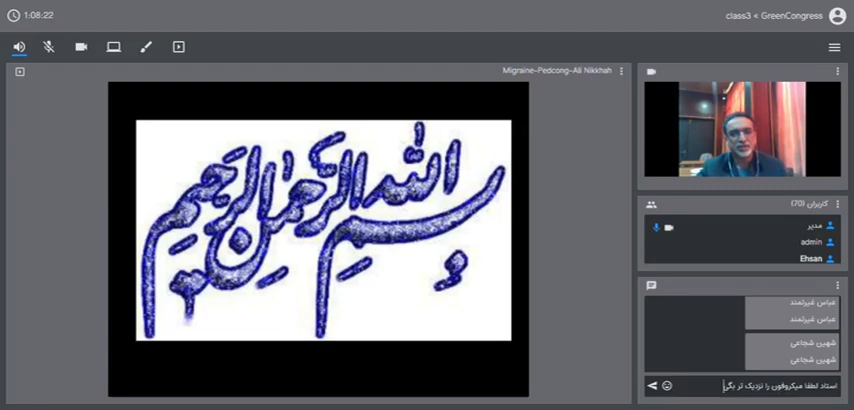 1:08:22
class3 < GreenCongress
Migraine-Pedcong-Ali Nikkhah
بسم الله الرحمن الرحیم
کاربران (70)
مدیر
admin
Ehsan
عباس غیرتمند
عباس غیرتمند
شهین شجاعی
شهین شجاعی
استاد لطفا میکروفون را نزدیک تر بگی